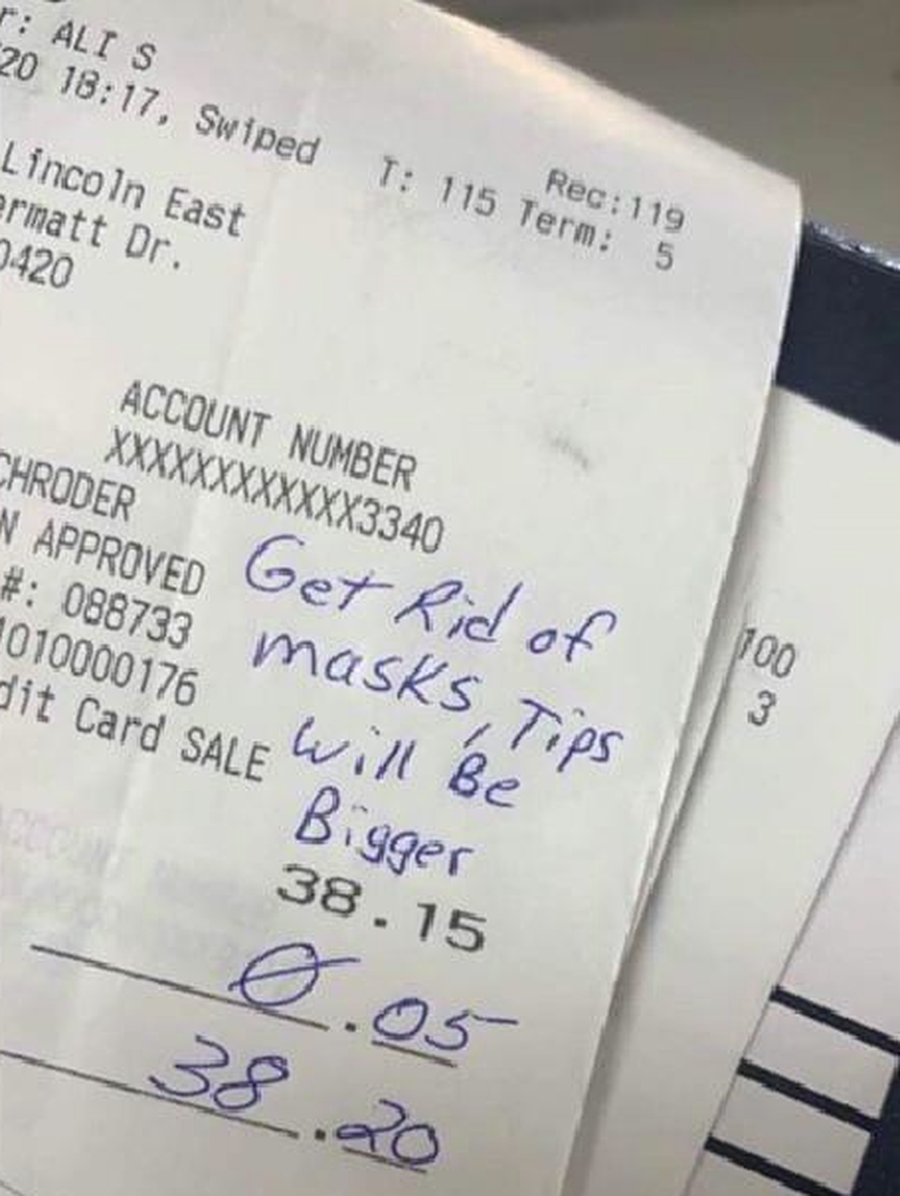 r: ALI S
20 18:17, Swiped
Rec:119
T: 115 Term: 5
Lincoln East
ermatt Dr.
0420
ACCOUNT NUMBER
XXXXXXXXXXXX3340
CHRODER
N APPROVED
#: 088733
1010000176
dit Card SALE
Get Rid of
masks, Tips
will Be
Bigger
38.15
0.05
38.20
100
3